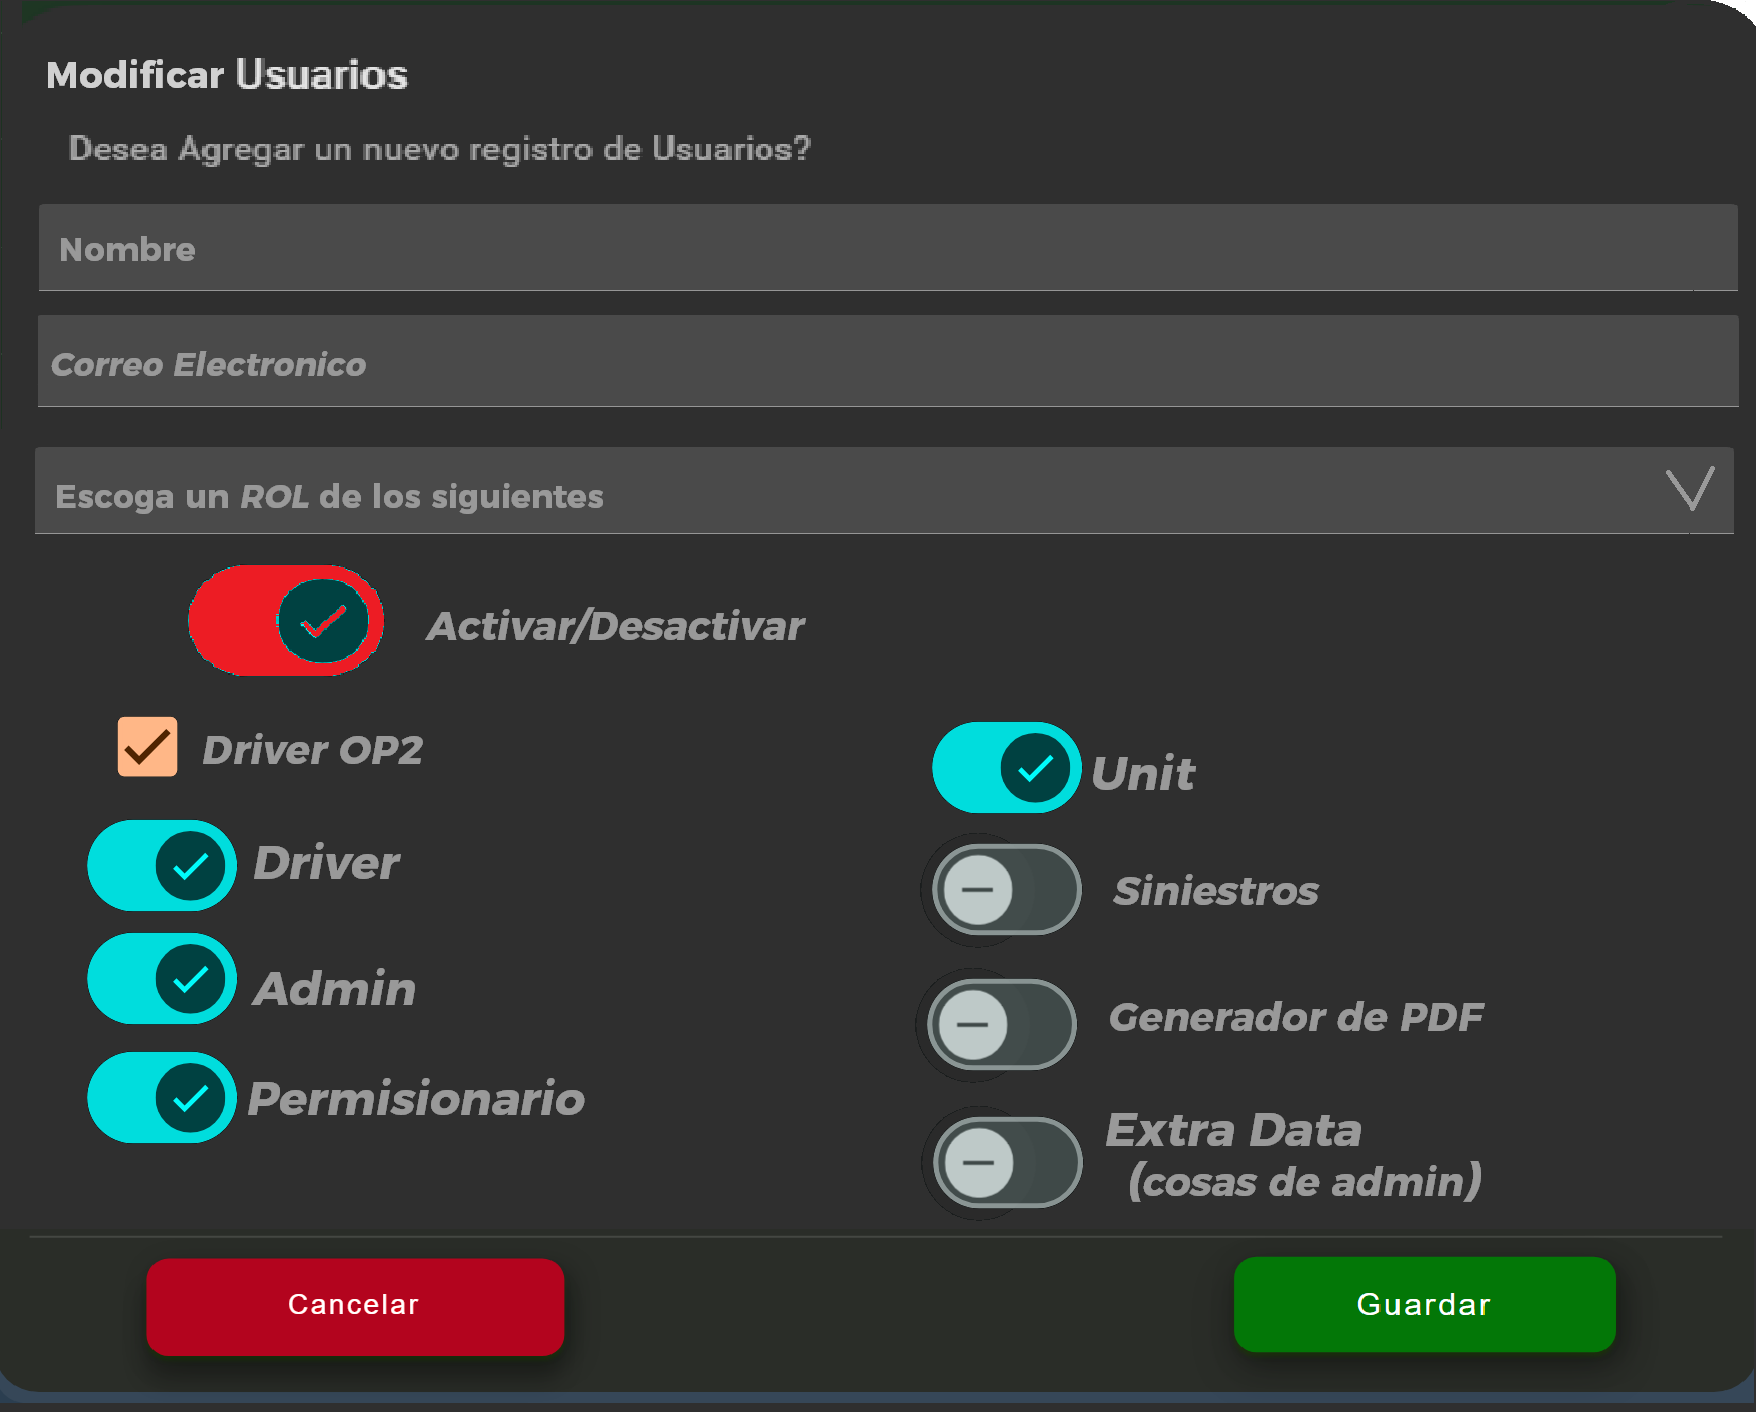 Modificar Usuarios
Desea Agregar un nuevo registro de Usuarios?
Nombre
Correo Electronico
Escoga un ROL de los siguientes
Activar/Desactivar
Driver OP2
Driver
Admin
Permisionario
Unit
Siniestros
Generador de PDF
Extra Data
(cosas de admin)
Cancelar
Guardar